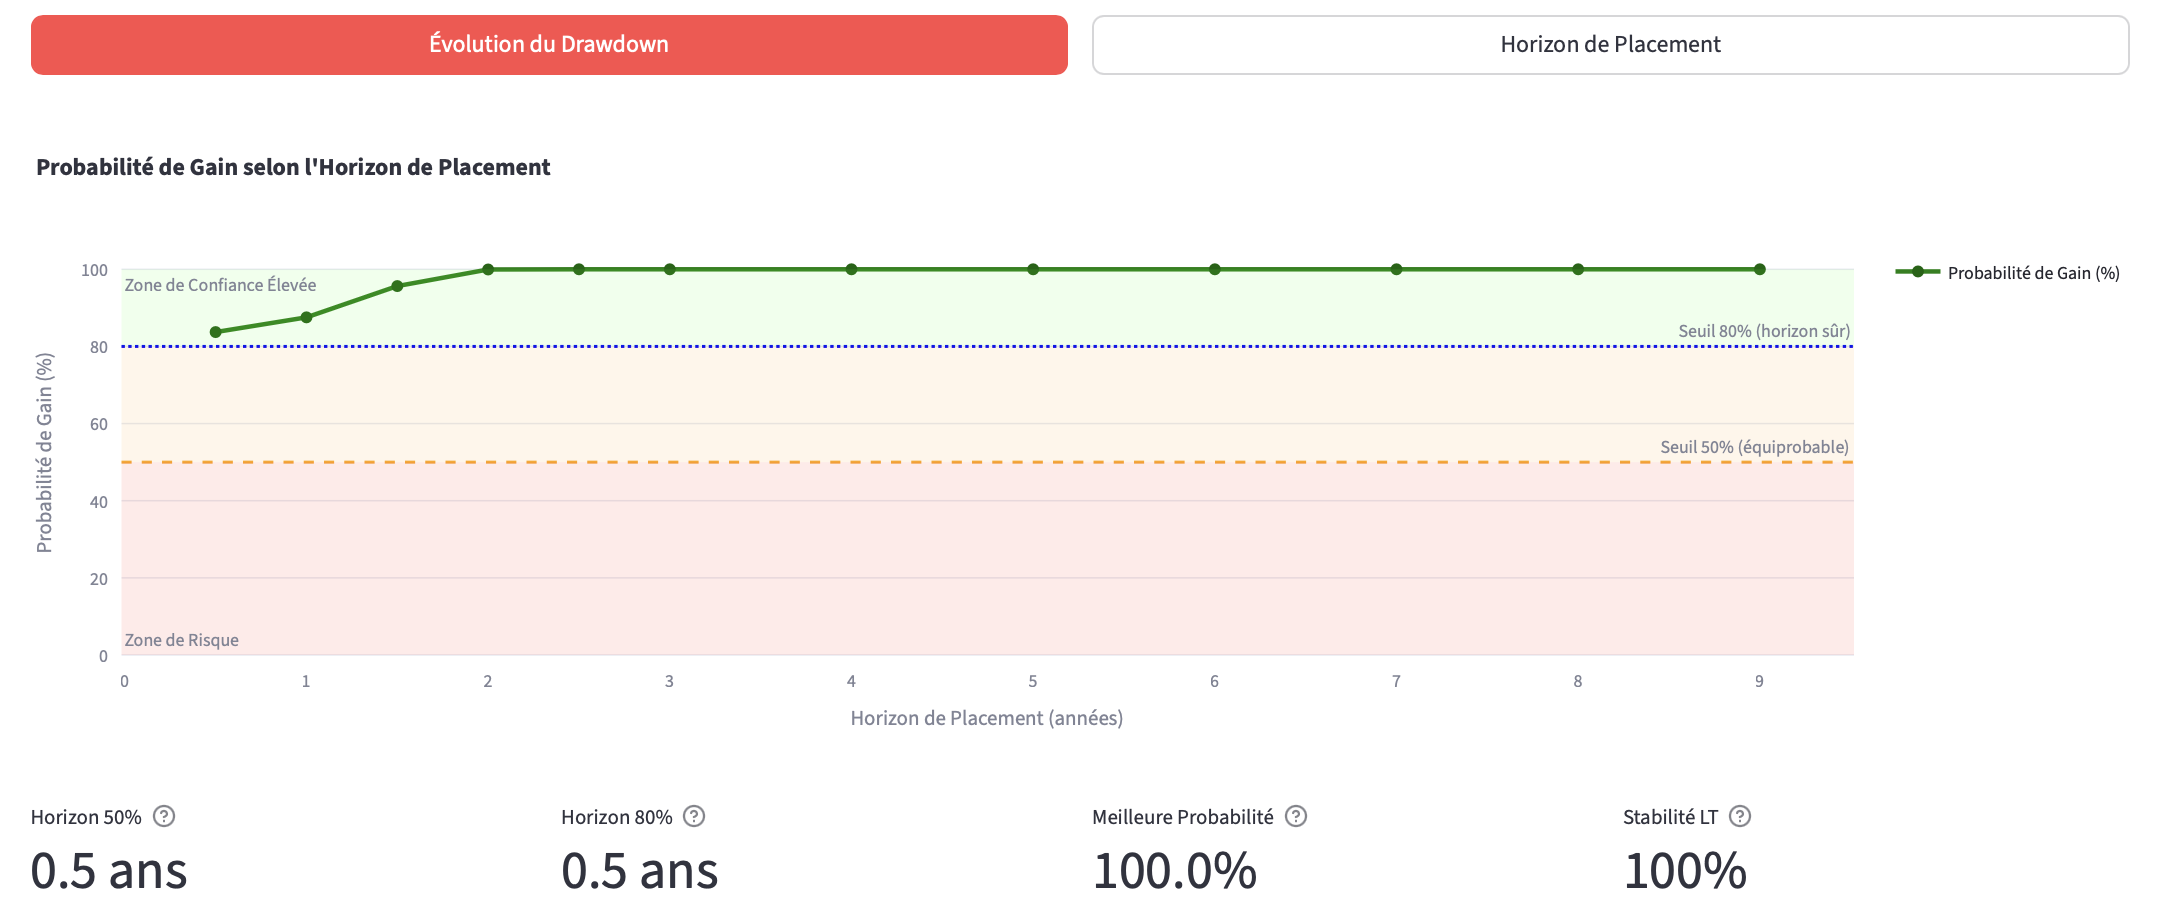 Évolution du Drawdown
Horizon de Placement
Probabilité de Gain selon l'Horizon de Placement
100
Zone de Confiance Élevée
Probabilité de Gain (%)
Seuil 80% (horizon sûr)
80
60
Seuil 50% (équiprobable)
40
20
Zone de Risque
0
Probabilité de Gain (%)
0 1 2 3 4 5 6 7 8 9
Horizon de Placement (années)
Horizon 50% ?
0.5 ans
Horizon 80% ?
0.5 ans
Meilleure Probabilité ?
100.0%
Stabilité LT ?
100%